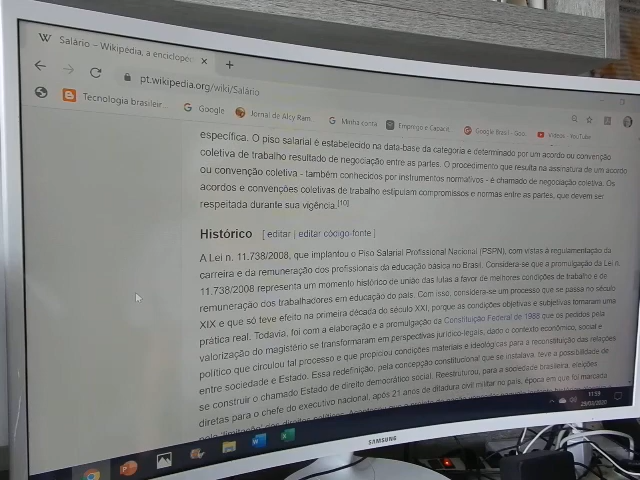 Salário – Wikipédia, a enciclopéd
pt.wikipedia.org/wiki/Salário
Tecnologia brasileir... Google Jornal de Alcy Ram Minha conta Emprego e Capacit Google Brasil - Goo... Videos - YouTube
específica. O piso salarial é estabelecido na data-base da categoria e determinado por um acordo ou convenção
coletiva de trabalho resultado de negociação entre as partes. O procedimento que resulta na assinatura de um acordo
ou convenção coletiva - também conhecidos por instrumentos normativos - é chamado de negociação coletiva. Os
acordos e convenções coletivas de trabalho estipulam compromissos e normas entre as partes, que devem ser
respeitada durante sua vigência.[10]
Histórico [ editar | editar código-fonte ]
A Lei n. 11.738/2008, que implantou o Piso Salarial Profissional Nacional (PSPN), com vistas à regulamentação da
carreira e da remuneração dos profissionais da educação básica no Brasil. Considera-se que a promulgação da Lei n.
11.738/2008 representa um momento histórico de união das lutas a favor de melhores condições de trabalho e de
remuneração dos trabalhadores em educação do país. Com isso, considera-se um processo que se passa no século
XIX e que só teve efeito na primeira década do século XXI, porque as condições objetivas e subjetivas tornaram uma
prática real. Todavia, foi com a elaboração e a promulgação da Constituição Federal de 1988 que os pedidos pela
valorização do magistério se transformaram em perspectivas jurídico-legais, dado o contexto econômico, social e
político que circulou tal processo e que propiciou condições materiais e ideológicas para a reconstituição das relações
entre sociedade e Estado. Essa redefinição, pela concepção constitucional que se instalava, teve a possibilidade de
se construir o chamado Estado de direito democrático social. Reestruturou, para a sociedade brasileira, eleições
diretas para o chefe do executivo nacional, após 21 anos de ditadura civil militar no país, época em que foi marcada
11:59
29/05/2020
SAMSUNG